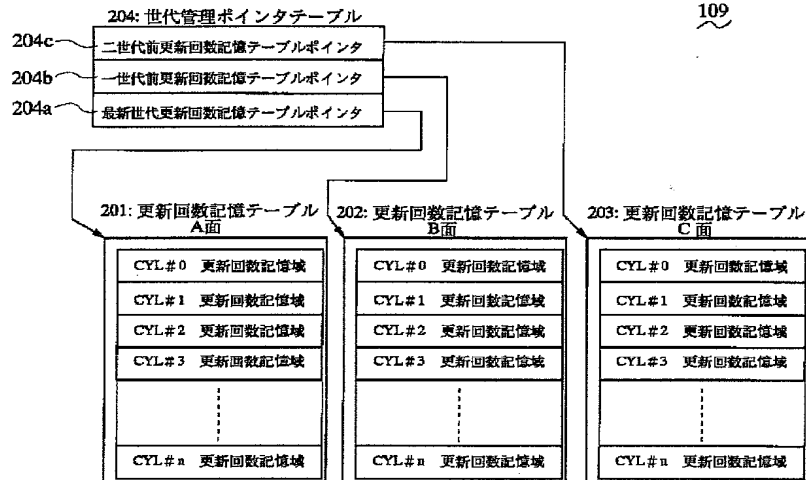 109
204: 世代管理ポインタテーブル
204c 二世代前更新回数記憶テーブルポインタ
204b 一世代前更新回数記憶テーブルポインタ
204a 最新世代更新回数記憶テーブルポインタ
201: 更新回数記憶テーブル
A面
CYL#0 更新回数記憶域
CYL#1 更新回数記憶域
CYL#2 更新回数記憶域
CYL#3 更新回数記憶域
CYL#n 更新回数記憶域
202: 更新回数記憶テーブル
B面
CYL#0 更新回数記憶域
CYL#1 更新回数記憶域
CYL#2 更新回数記憶域
CYL#3 更新回数記憶域
CYL#n 更新回数記憶域
203: 更新回数記憶テーブル
C面
CYL#0 更新回数記憶域
CYL#1 更新回数記憶域
CYL#2 更新回数記憶域
CYL#3 更新回数記憶域
CYL#n 更新回数記憶域